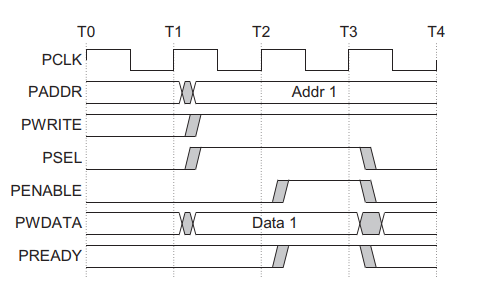 T0 T1 T2 T3 T4
PCLK
PADDR Addr 1
PWRITE
PSEL
PENABLE
PWDATA Data 1
PREADY